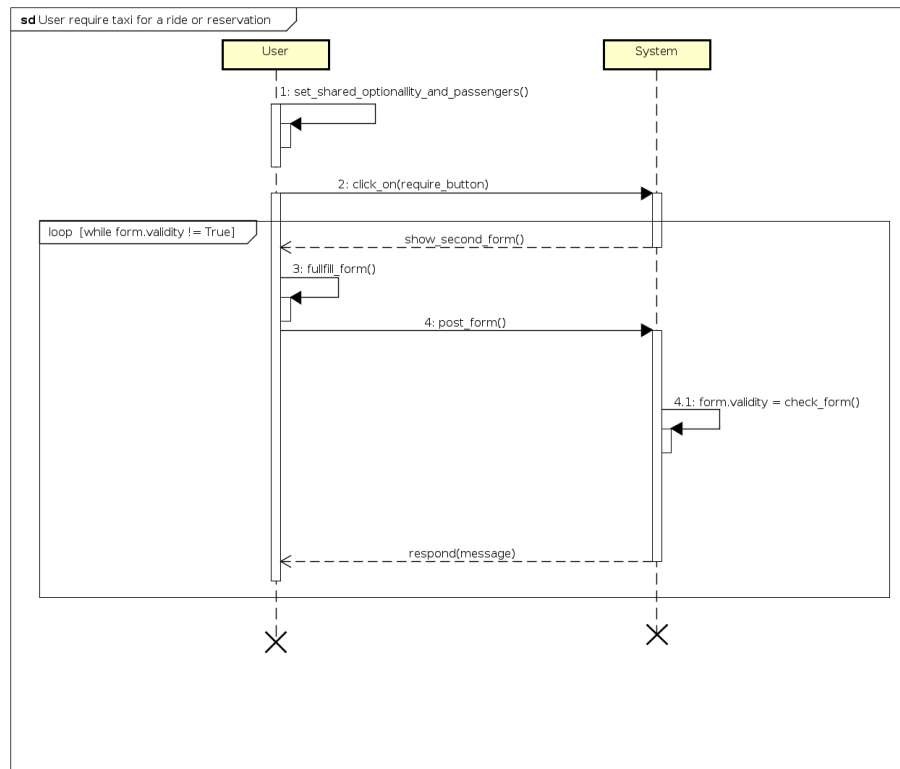 sd User require taxi for a ride or reservation
User
System
1: set_shared_optionallity_and_passengers()
2: click_on(require_button)
loop [while form.validity != True]
show_second_form()
3: fullfill_form()
4: post_form()
4.1: form.validity = check_form()
respond(message)